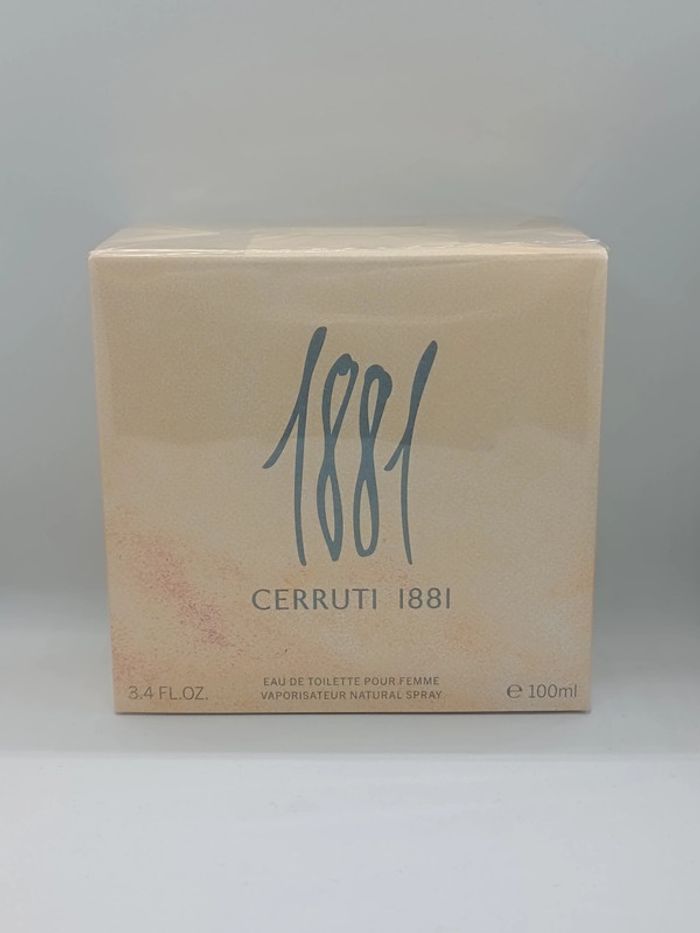 1881
CERRUTI 1881
EAU DE TOILETTE POUR FEMME
3.4 FL.OZ. VAPORISATEUR NATURAL SPRAY ℮ 100ml